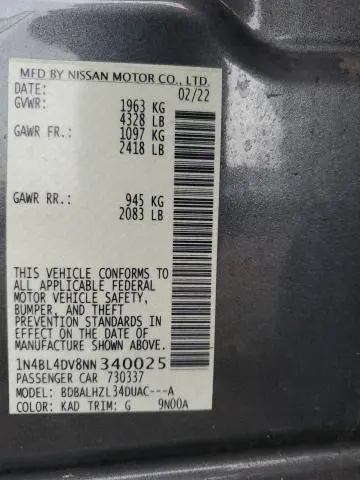 MFD BY NISSAN MOTOR CO., LTD.
DATE: 02/22
GVWR: 1963 KG
4328 LB
GAWR FR.: 1097 KG
2418 LB
GAWR RR.: 945 KG
2083 LB
THIS VEHICLE CONFORMS TO
ALL APPLICABLE FEDERAL
MOTOR VEHICLE SAFETY,
BUMPER, AND THEFT
PREVENTION STANDARDS IN
EFFECT ON THE DATE OF
MANUFACTURE SHOWN ABOVE.
1N4BL4DV8NN340025
PASSENGER CAR 730337
MODEL: BDBALHZL34DUAC---A
COLOR: KAD TRIM: G 9N00A